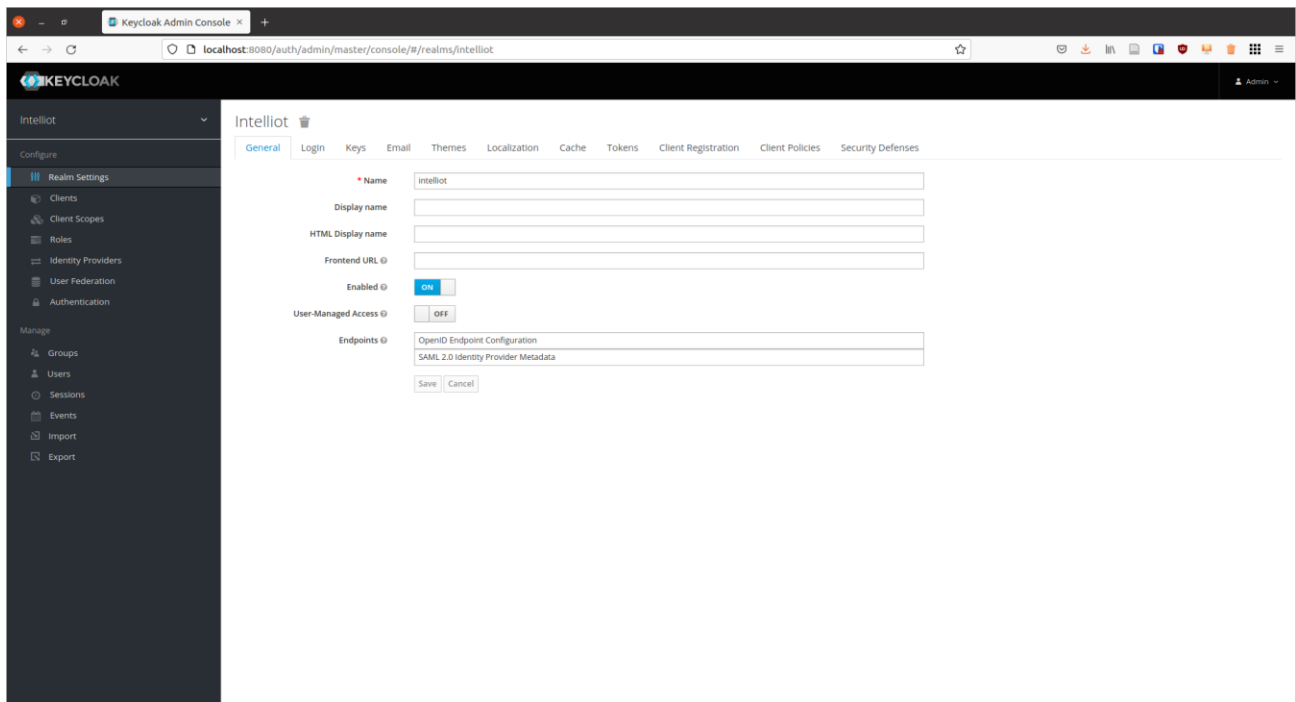 Keycloak Admin Console
localhost:8080/auth/admin/master/console/#/realms/intelliot
KEYCLOAK
Admin
Intelliot
Configure
Realm Settings
Clients
Client Scopes
Roles
Identity Providers
User Federation
Authentication
Manage
Groups
Users
Sessions
Events
Import
Export
Intelliot
General Login Keys Email Themes Localization Cache Tokens Client Registration Client Policies Security Defenses
* Name intelliot
Display name
HTML Display name
Frontend URL
Enabled ON
User-Managed Access OFF
Endpoints OpenID Endpoint Configuration
SAML 2.0 Identity Provider Metadata
Save Cancel